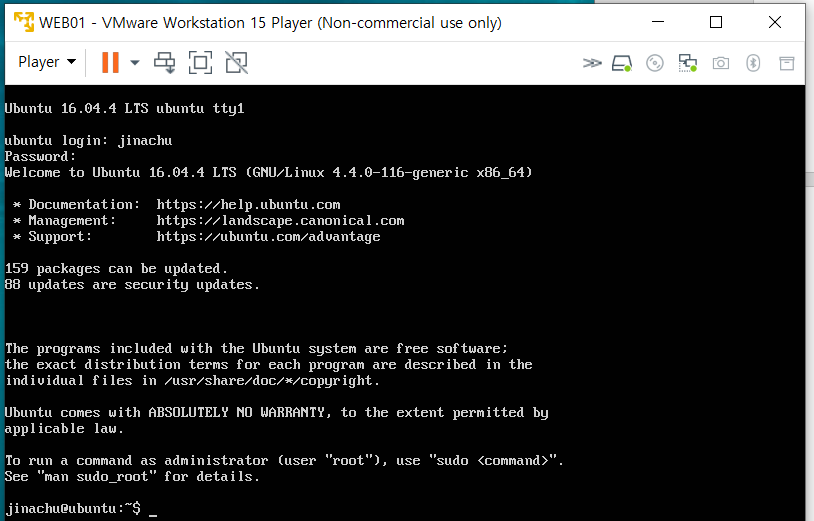 WEB01 - VMware Workstation 15 Player (Non-commercial use only)
Player
Ubuntu 16.04.4 LTS ubuntu tty1
ubuntu login: jinachu
Password:
Welcome to Ubuntu 16.04.4 LTS (GNU/Linux 4.4.0-116-generic x86_64)
* Documentation:  https://help.ubuntu.com
* Management:     https://landscape.canonical.com
* Support:        https://ubuntu.com/advantage
159 packages can be updated.
88 updates are security updates.
The programs included with the Ubuntu system are free software;
the exact distribution terms for each program are described in the
individual files in /usr/share/doc/*/copyright.
Ubuntu comes with ABSOLUTELY NO WARRANTY, to the extent permitted by
applicable law.
To run a command as administrator (user "root"), use "sudo <command>".
See "man sudo_root" for details.
jinachu@ubuntu:~$ _